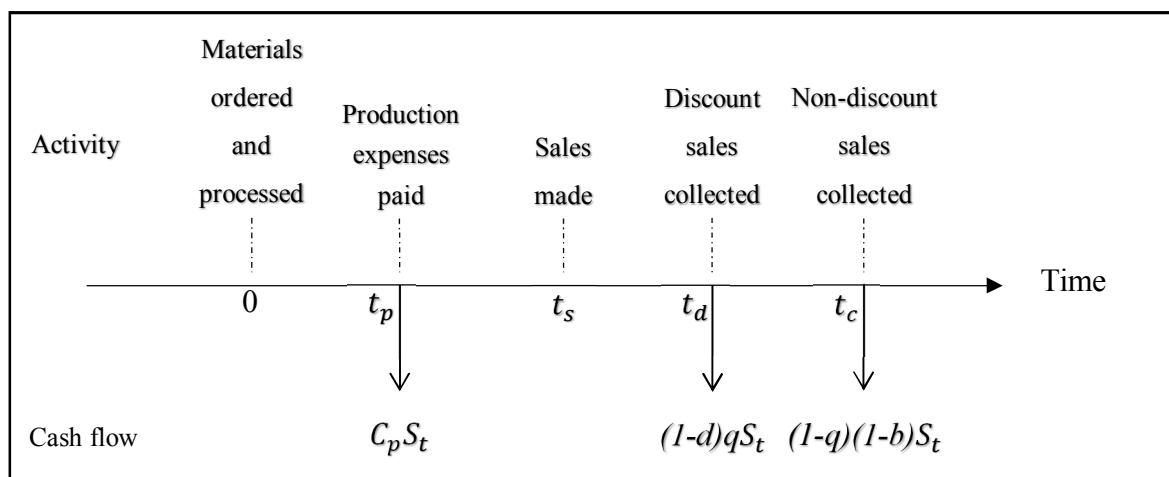 Activity
Materials
ordered
and
processed
Production
expenses
paid
Sales
made
Discount
sales
collected
Non-discount
sales
collected
0
t_p
t_s
t_d
t_c
Time
Cash flow
C_pS_t
(1-d)qS_t
(1-q)(1-b)S_t